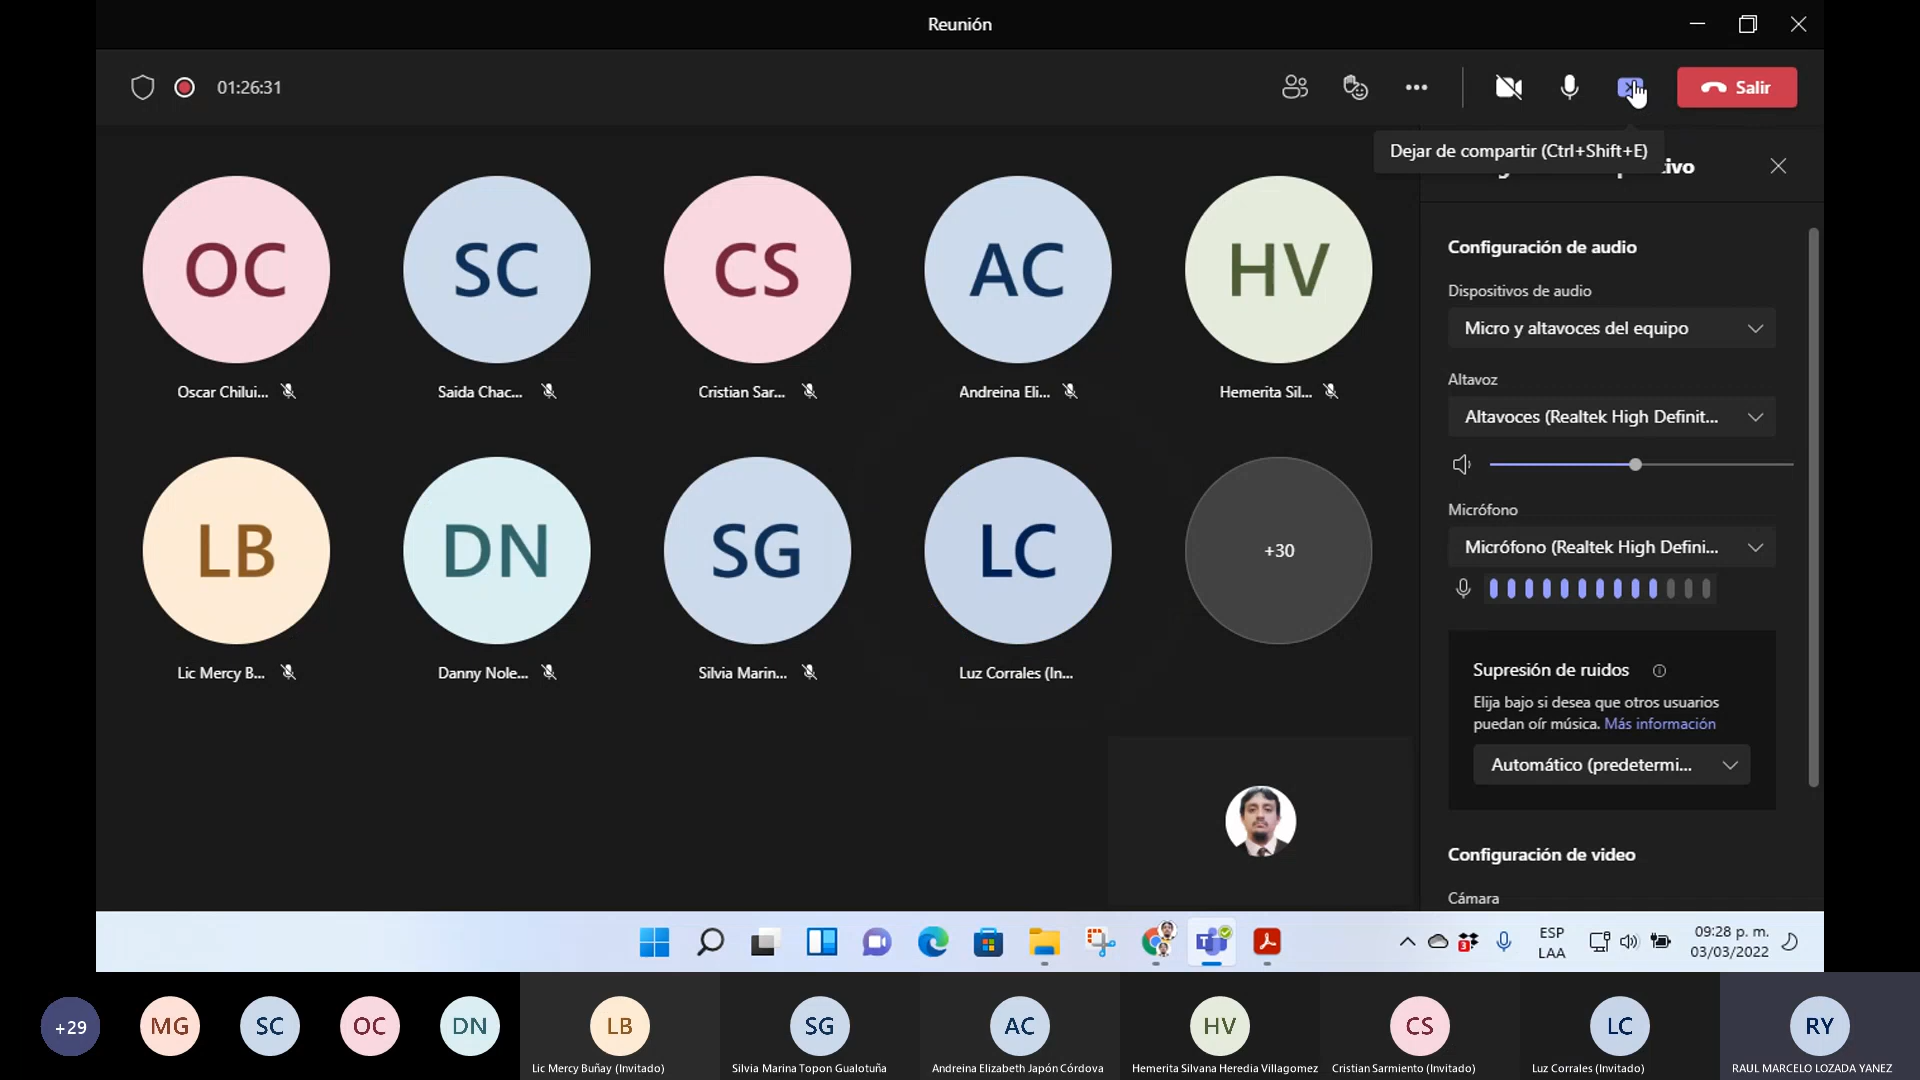 Reunión
01:26:31
Salir
Dejar de compartir (Ctrl+Shift+E)
Configuración de audio
Dispositivos de audio
Micro y altavoces del equipo
Altavoz
Altavoces (Realtek High Definit...
Micrófono
Micrófono (Realtek High Defini...
Supresión de ruidos
Elija bajo si desea que otros usuarios
puedan oír música. Más información
Automático (predetermi...
Configuración de video
Cámara
OC SC CS AC HV
Oscar Chilui... Saida Chac... Cristian Sar... Andreina Eli... Hemerita Sil...
LB DN SG LC +30
Lic Mercy B... Danny Nole... Silvia Marin... Luz Corrales (In...
3 ESP 09:28 p. m.
LAA 03/03/2022
+29 MG SC OC DN LB SG AC HV CS LC RY
Lic Mercy Buñay (Invitado) Silvia Marina Topon Gualotuña Andreina Elizabeth Japón Córdova Hemerita Silvana Heredia Villagomez Cristian Sarmiento (Invitado) Luz Corrales (Invitado) RAUL MARCELO LOZADA YANEZ